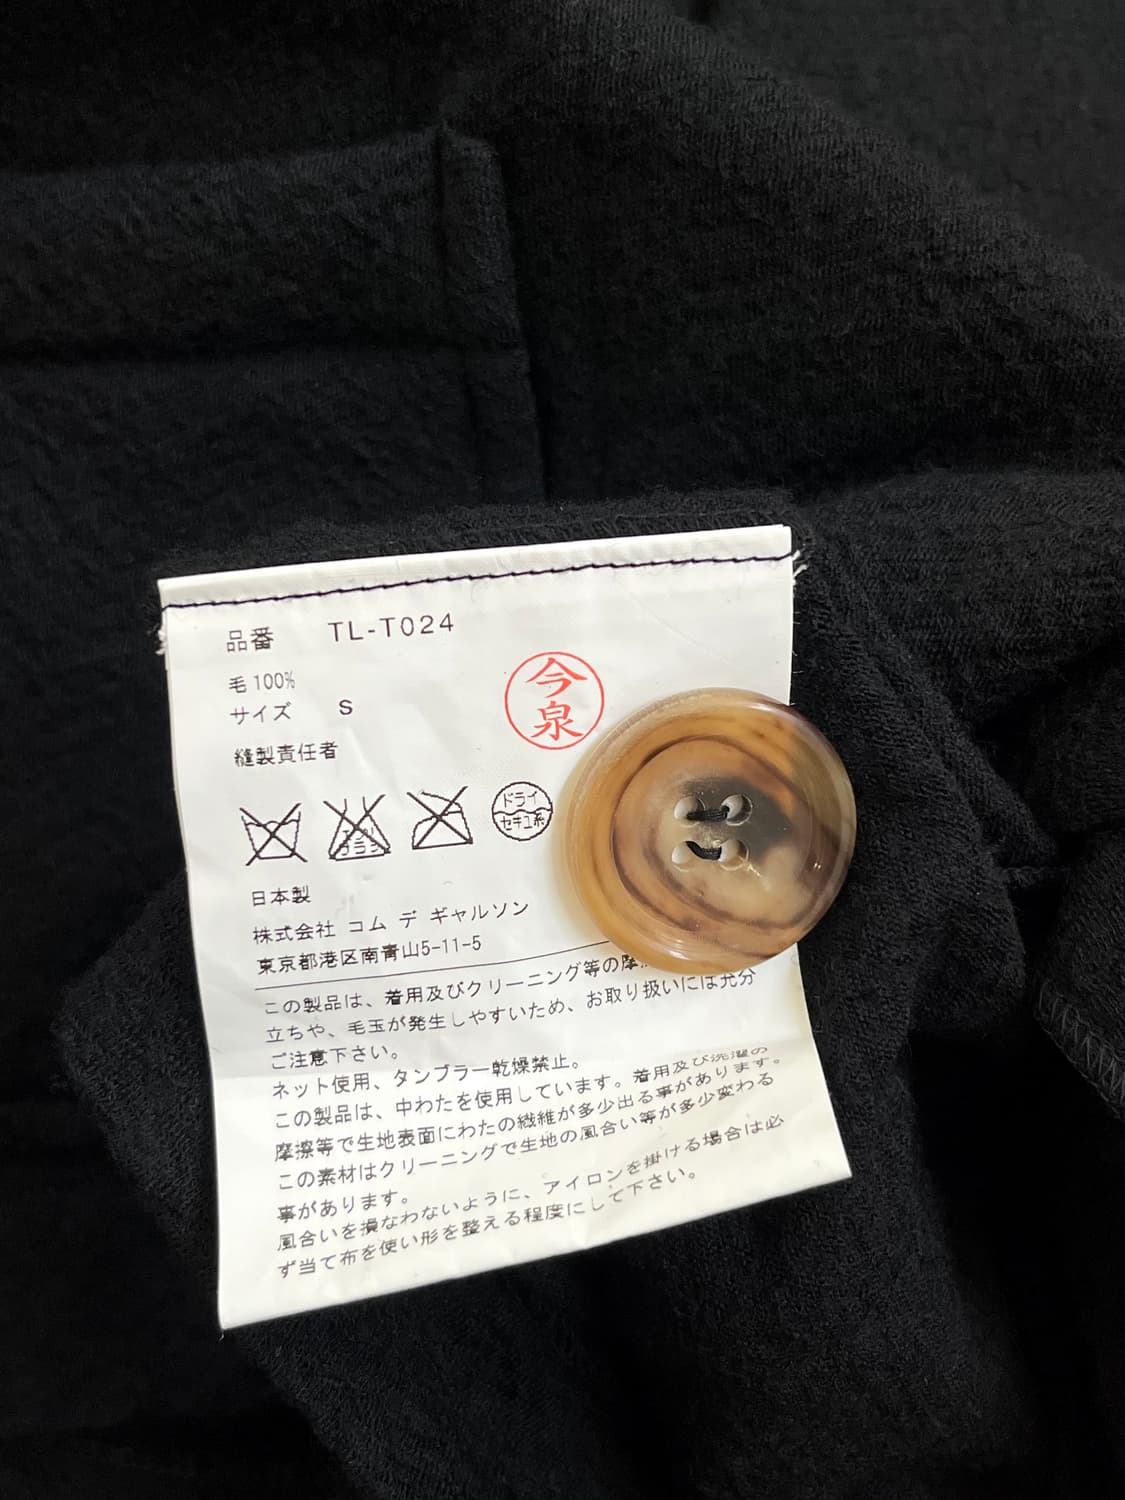 品番 TL-T024
毛 100%
サイズ S
今泉
縫製責任者
エンソ
ブラシ
ドライ
セキユ系
日本製
株式会社 コム デ ギャルソン
東京都港区南青山5-11-5
この製品は、着用及びクリーニング等の摩
立ちや、毛玉が発生しやすいため、お取り扱いには充分
ご注意下さい。
ネット使用、タンブラー乾燥禁止。
この製品は、中わたを使用しています。着用及び洗濯の
摩擦等で生地表面にわたの繊維が多少出る事があります。
この素材はクリーニングで生地の風合い等が多少変わる
事があります。
風合いを損なわないように、アイロンを掛ける場合は必
ず当て布を使い形を整える程度にして下さい。